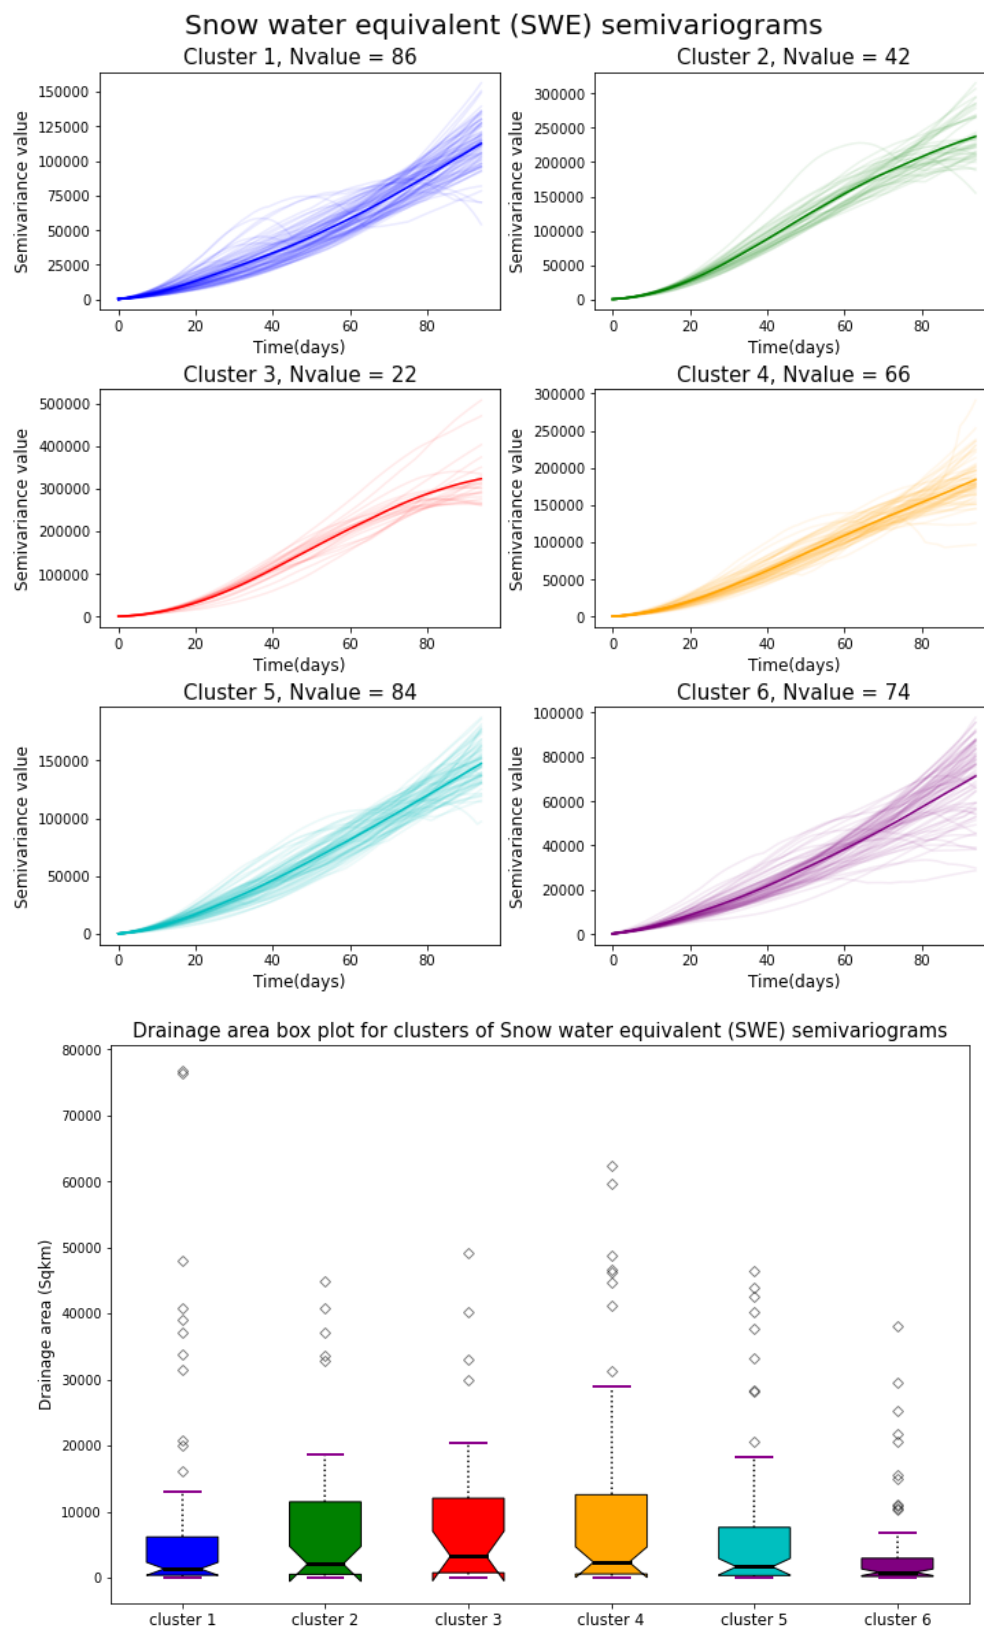 Snow water equivalent (SWE) semivariograms
Cluster 1, Nvalue = 86
150000
125000
100000
75000
50000
25000
0
Semivariance value
0 20 40 60 80
Time(days)
Cluster 2, Nvalue = 42
300000
250000
200000
150000
100000
50000
0
Semivariance value
0 20 40 60 80
Time(days)
Cluster 3, Nvalue = 22
500000
400000
300000
200000
100000
0
Semivariance value
0 20 40 60 80
Time(days)
Cluster 4, Nvalue = 66
300000
250000
200000
150000
100000
50000
0
Semivariance value
0 20 40 60 80
Time(days)
Cluster 5, Nvalue = 84
150000
100000
50000
0
Semivariance value
0 20 40 60 80
Time(days)
Cluster 6, Nvalue = 74
100000
80000
60000
40000
20000
0
Semivariance value
0 20 40 60 80
Time(days)
Drainage area box plot for clusters of Snow water equivalent (SWE) semivariograms
80000
70000
60000
50000
40000
30000
20000
10000
0
Drainage area (Sqkm)
cluster 1 cluster 2 cluster 3 cluster 4 cluster 5 cluster 6